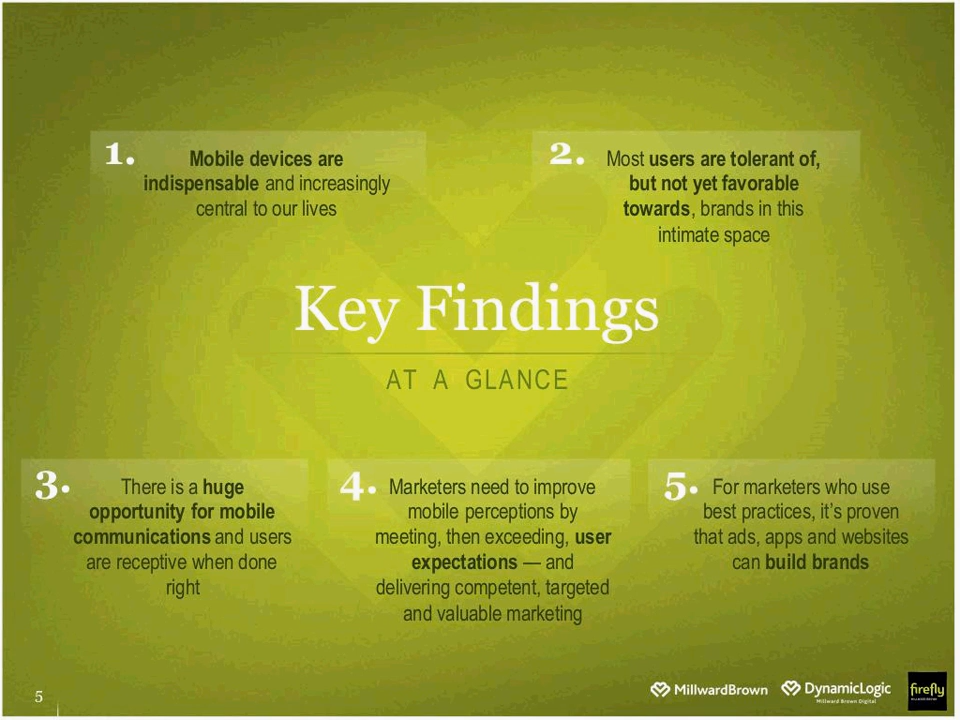 1.
Mobile devices are
indispensable and increasingly
central to our lives
2.
Most users are tolerant of,
but not yet favorable
towards, brands in this
intimate space
Key Findings
AT A GLANCE
3.
There is a huge
opportunity for mobile
communications and users
are receptive when done
right
4.
Marketers need to improve
mobile perceptions by
meeting, then exceeding, user
expectations — and
delivering competent, targeted
and valuable marketing
5.
For marketers who use
best practices, it's proven
that ads, apps and websites
can build brands
5
MillwardBrown
DynamicLogic
Millward Brown Digital
firefly